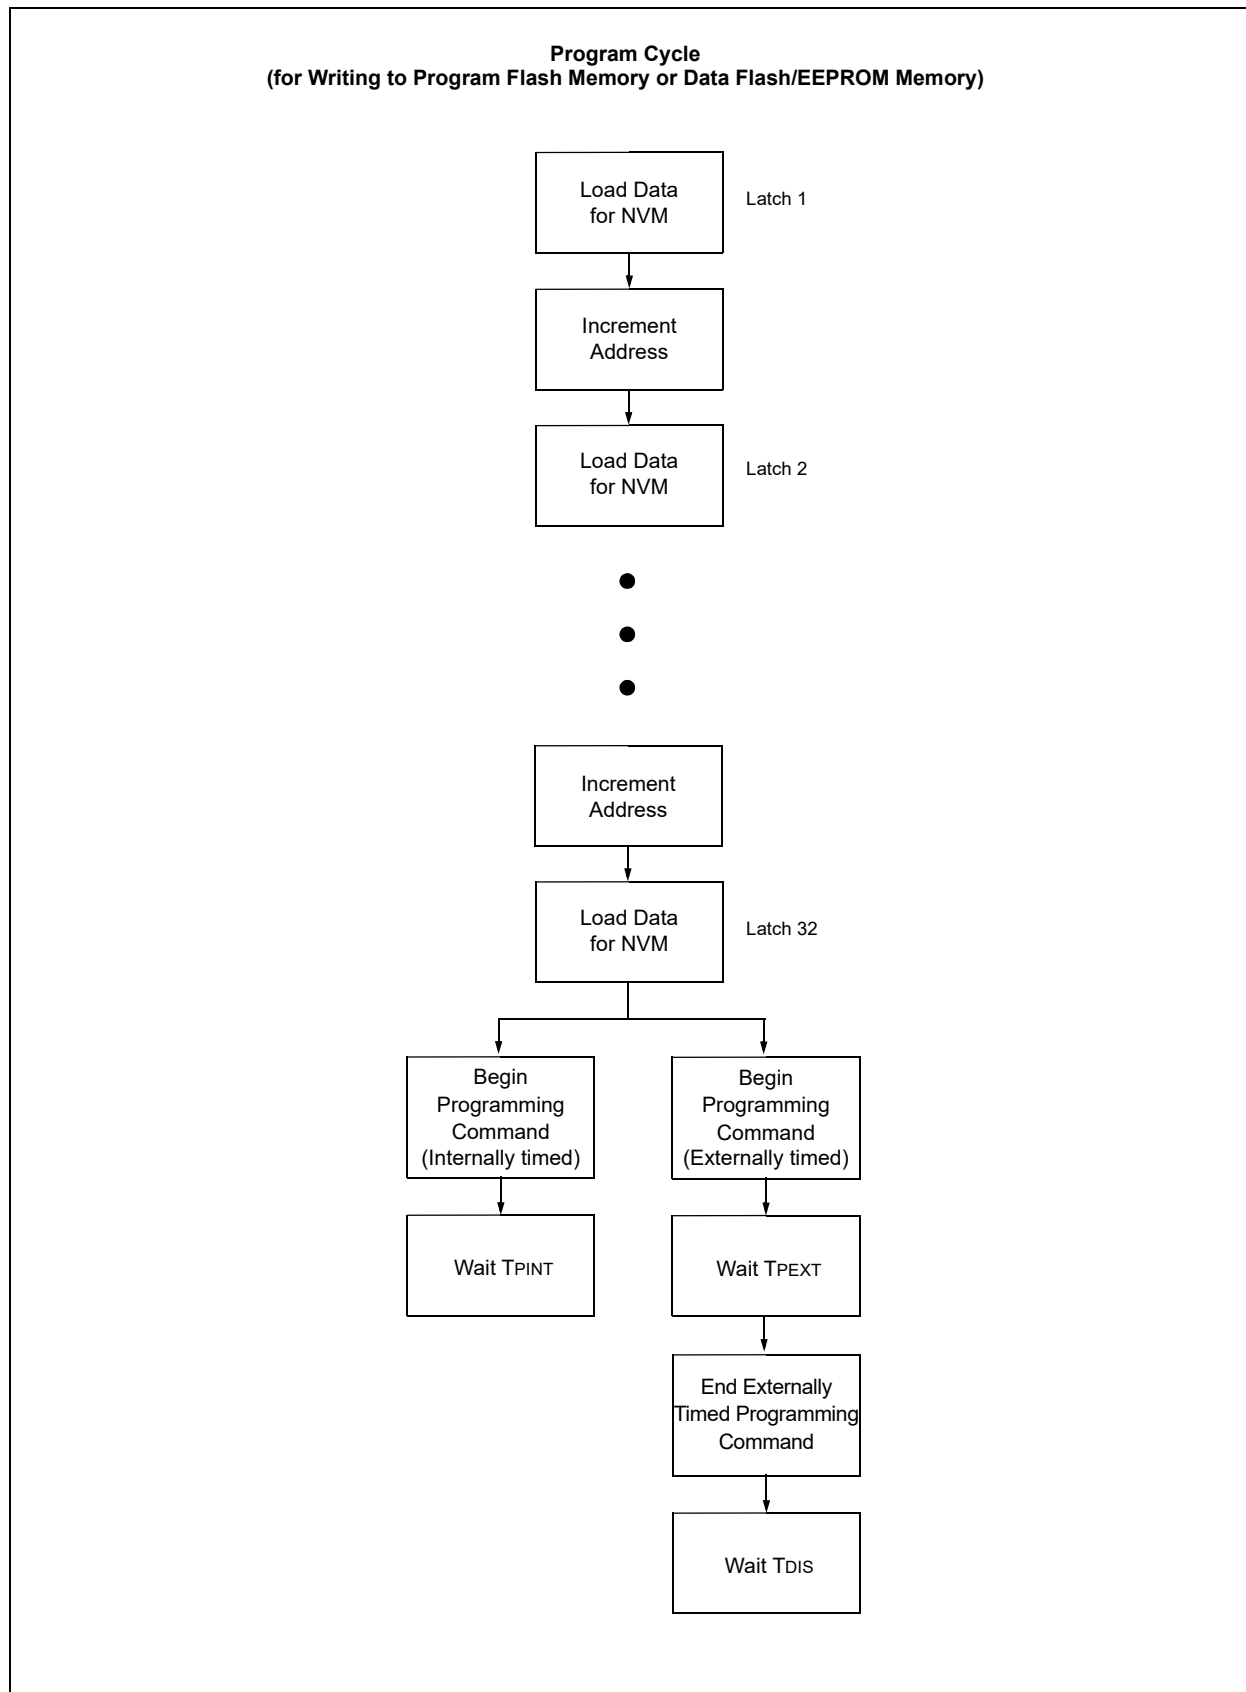 Program Cycle
(for Writing to Program Flash Memory or Data Flash/EEPROM Memory)
Load Data
for NVM
Latch 1
Increment
Address
Load Data
for NVM
Latch 2
Increment
Address
Load Data
for NVM
Latch 32
Begin
Programming
Command
(Internally timed)
Begin
Programming
Command
(Externally timed)
Wait TPINT
Wait TPEXT
End Externally
Timed Programming
Command
Wait TDIS